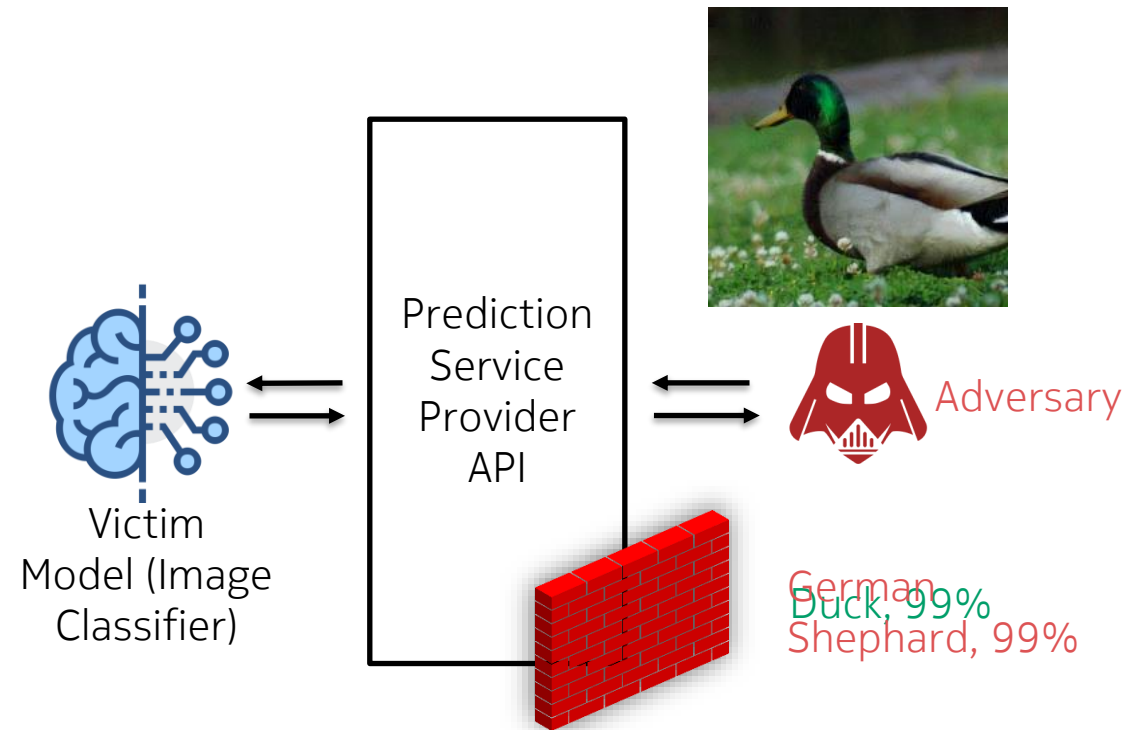 Prediction
Service
Provider
API
Adversary
Victim
Model (Image
Classifier)
German
Shephard, 99%
Duck, 99%